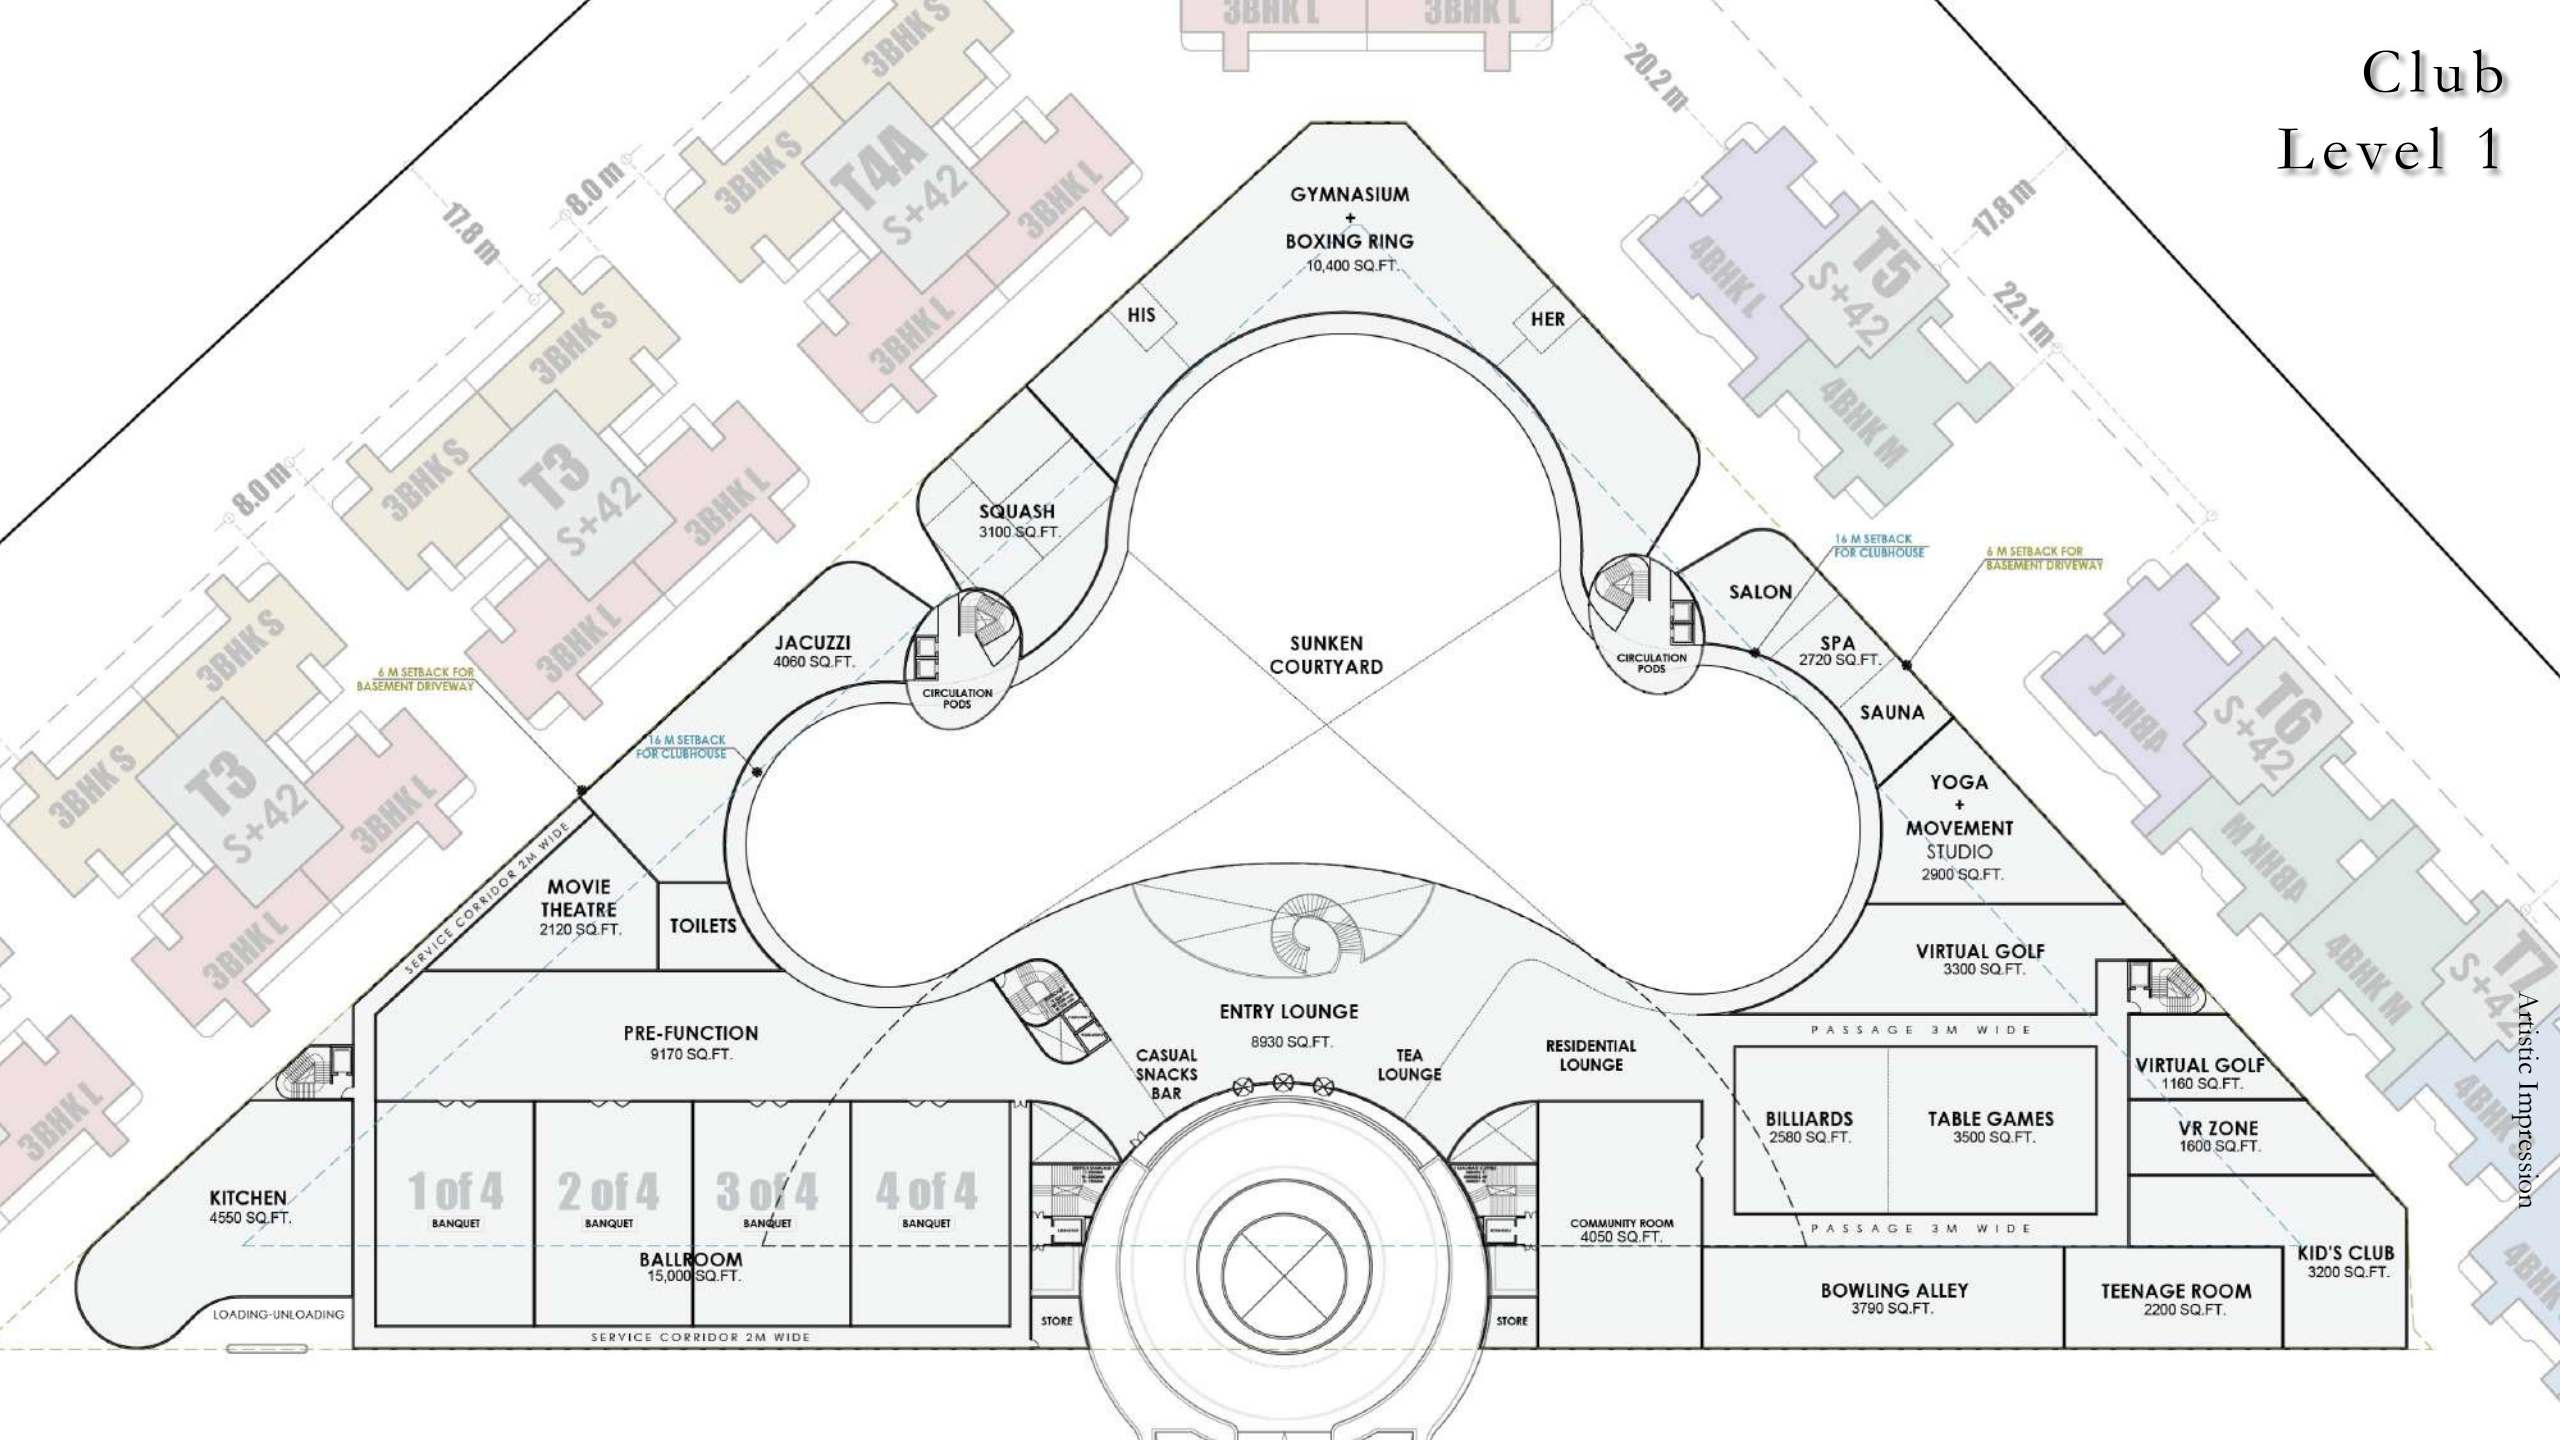 Club
Level 1
3BHK L
3BHK L
3BHK S
20.2 m
T4A
S+42
3BHK S
3BHK L
3BHK L
8.0 m
17.8 m
T5
S+42
4BHK L
4BHK M
17.8 m
22.1 m
GYMNASIUM
+
BOXING RING
10,400 SQ.FT.
HIS
HER
3BHK S
3BHK S
T3
S+42
3BHK L
3BHK L
8.0 m
SQUASH
3100 SQ.FT.
16 M SETBACK
FOR CLUBHOUSE
6 M SETBACK FOR
BASEMENT DRIVEWAY
SALON
SPA
2720 SQ.FT.
SAUNA
JACUZZI
4060 SQ.FT.
CIRCULATION
PODS
CIRCULATION
PODS
SUNKEN
COURTYARD
6 M SETBACK FOR
BASEMENT DRIVEWAY
16 M SETBACK
FOR CLUBHOUSE
3BHK S
3BHK S
T3
S+42
3BHK L
3BHK L
3BHK L
4BHK J
T6
S+42
4BHK M
4BHK M
T7
S+42
4BHK
4BHK
YOGA
+
MOVEMENT
STUDIO
2900 SQ.FT.
SERVICE CORRIDOR 2M WIDE
MOVIE
THEATRE
2120 SQ.FT.
TOILETS
VIRTUAL GOLF
3300 SQ.FT.
PRE-FUNCTION
9170 SQ.FT.
ENTRY LOUNGE
8930 SQ.FT.
CASUAL
SNACKS
BAR
TEA
LOUNGE
RESIDENTIAL
LOUNGE
PASSAGE 3M WIDE
VIRTUAL GOLF
1160 SQ.FT.
BILLIARDS
2580 SQ.FT.
TABLE GAMES
3500 SQ.FT.
VR ZONE
1600 SQ.FT.
KITCHEN
4550 SQ.FT.
1 of 4
BANQUET
2 of 4
BANQUET
3 of 4
BANQUET
4 of 4
BANQUET
BALLROOM
15,000 SQ.FT.
COMMUNITY ROOM
4050 SQ.FT.
PASSAGE 3M WIDE
KID'S CLUB
3200 SQ.FT.
BOWLING ALLEY
3790 SQ.FT.
TEENAGE ROOM
2200 SQ.FT.
LOADING-UNLOADING
STORE
STORE
SERVICE CORRIDOR 2M WIDE
Artistic Impression